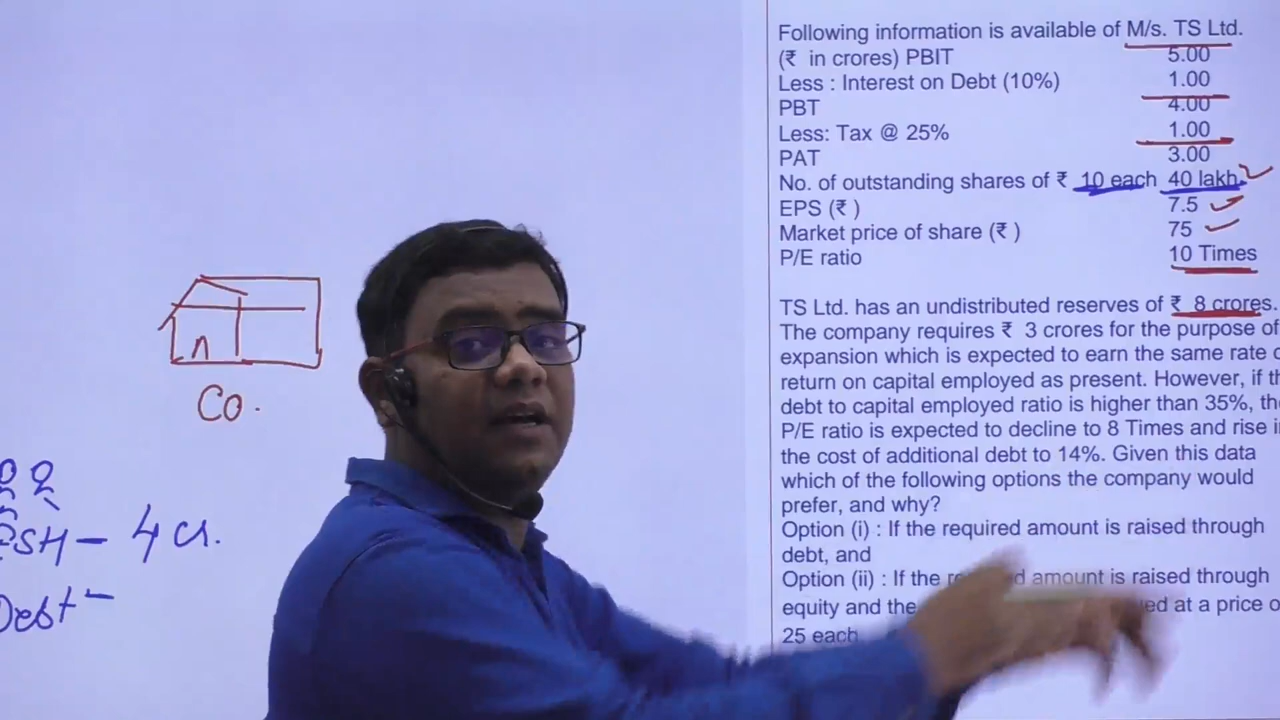 Following information is available of M/s. TS Ltd.
(₹ in crores) PBIT 5.00
Less : Interest on Debt (10%) 1.00
PBT 4.00
Less: Tax @ 25% 1.00
PAT 3.00
No. of outstanding shares of ₹ 10 each 40 lakh
EPS (₹ ) 7.5
Market price of share (₹ ) 75
P/E ratio 10 Times
TS Ltd. has an undistributed reserves of ₹ 8 crores.
The company requires ₹ 3 crores for the purpose of
expansion which is expected to earn the same rate
return on capital employed as present. However, if
debt to capital employed ratio is higher than 35%,
P/E ratio is expected to decline to 8 Times and rise
the cost of additional debt to 14%. Given this data
which of the following options the company would
prefer, and why?
Option (i) : If the required amount is raised through
debt, and
Option (ii) : If the amount is raised through
equity and the at a price
25 each
Co.
4 cr.
Debt -